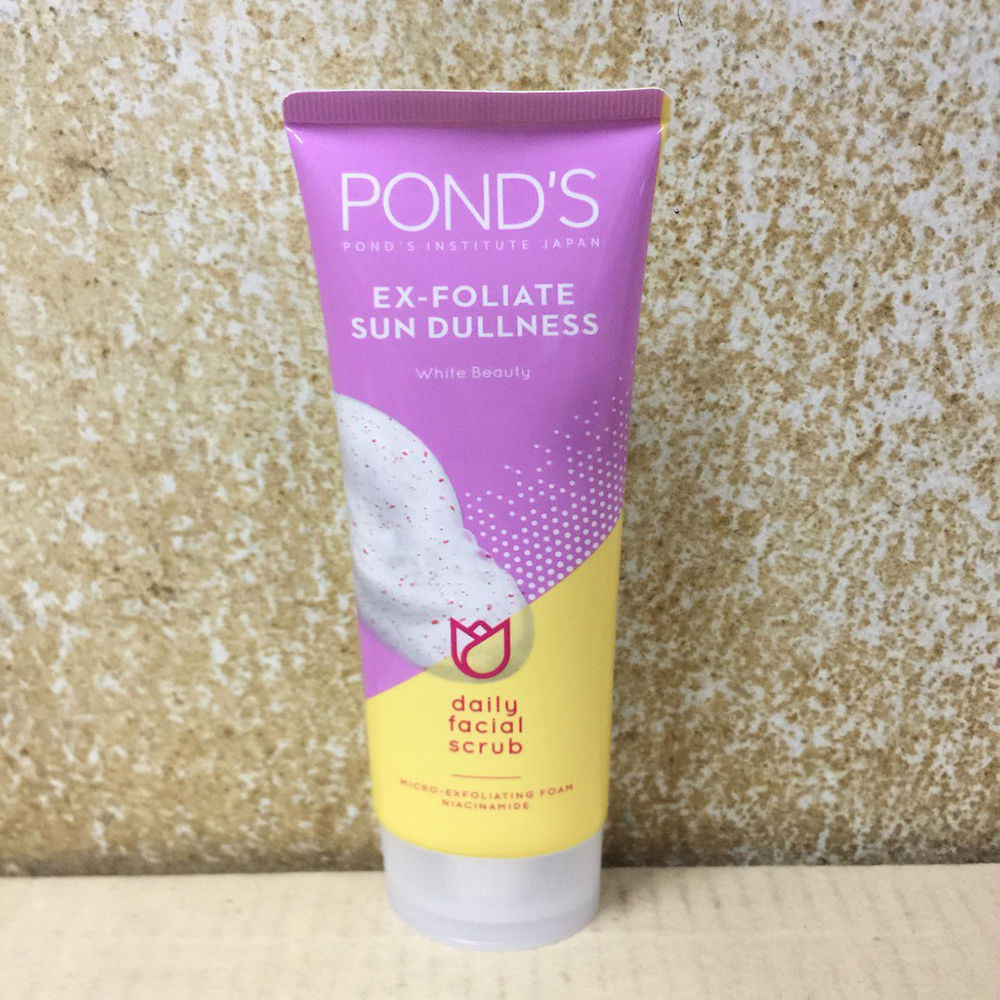 POND'S
POND'S INSTITUTE JAPAN
EX-FOLIATE
SUN DULLNESS
White Beauty
daily
facial
scrub
MICRO-EXFOLIATING FOAM
NIACINAMIDE